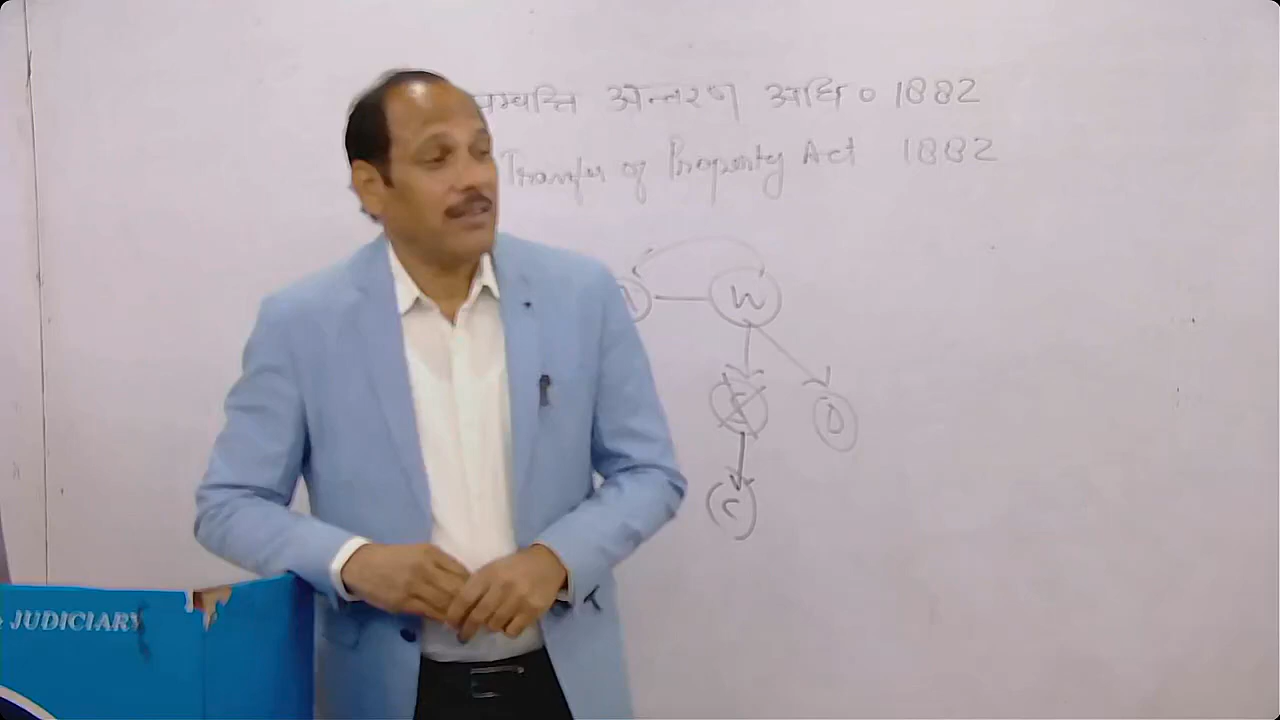 सम्पत्ति अन्तरण अधि० 1882
Transfer of Property Act 1882
W
D
C
JUDICIARY